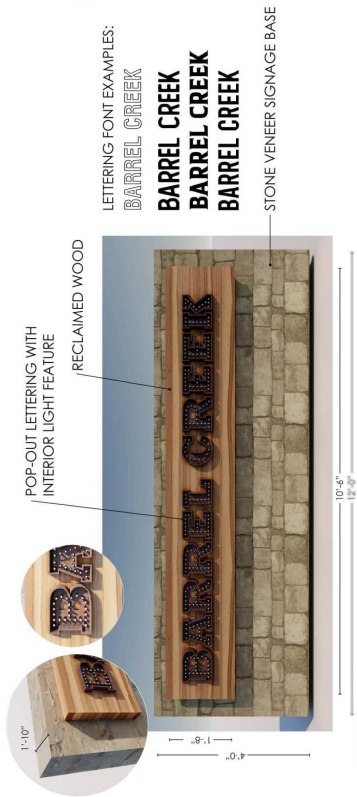 LETTERING FONT EXAMPLES:
BARREL CREEK
BARREL CREEK
BARREL CREEK
BARREL CREEK
STONE VENEER SIGNAGE BASE
RECLAIMED WOOD
POP-OUT LETTERING WITH
INTERIOR LIGHT FEATURE
BARREL CREEK
BA
B
1'-10"
1'-8"
4'-0"
10'-6"
12'-0"